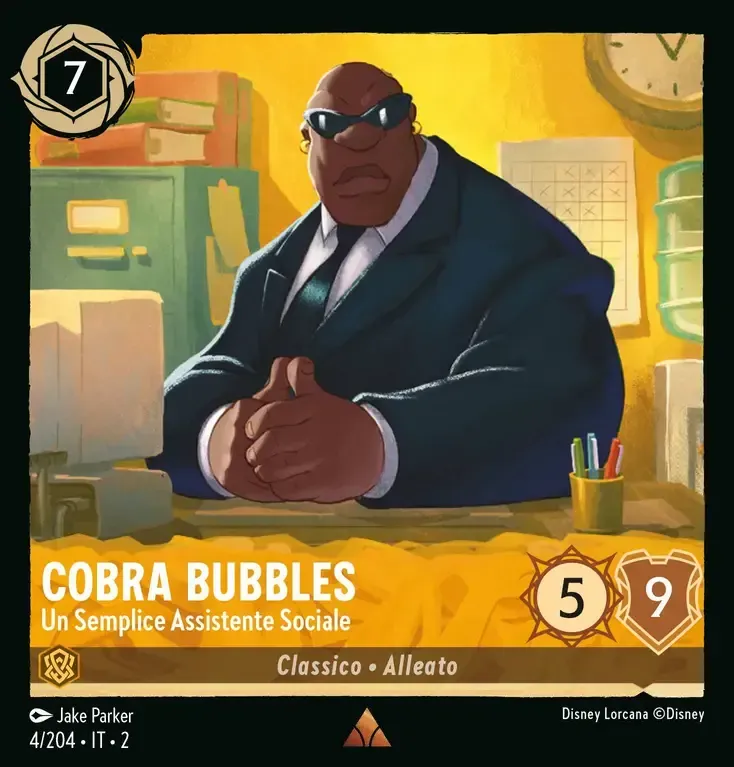 7
COBRA BUBBLES
Un Semplice Assistente Sociale
5
9
Classico • Alleato
Jake Parker
Disney Lorcana ©Disney
4/204 • IT • 2